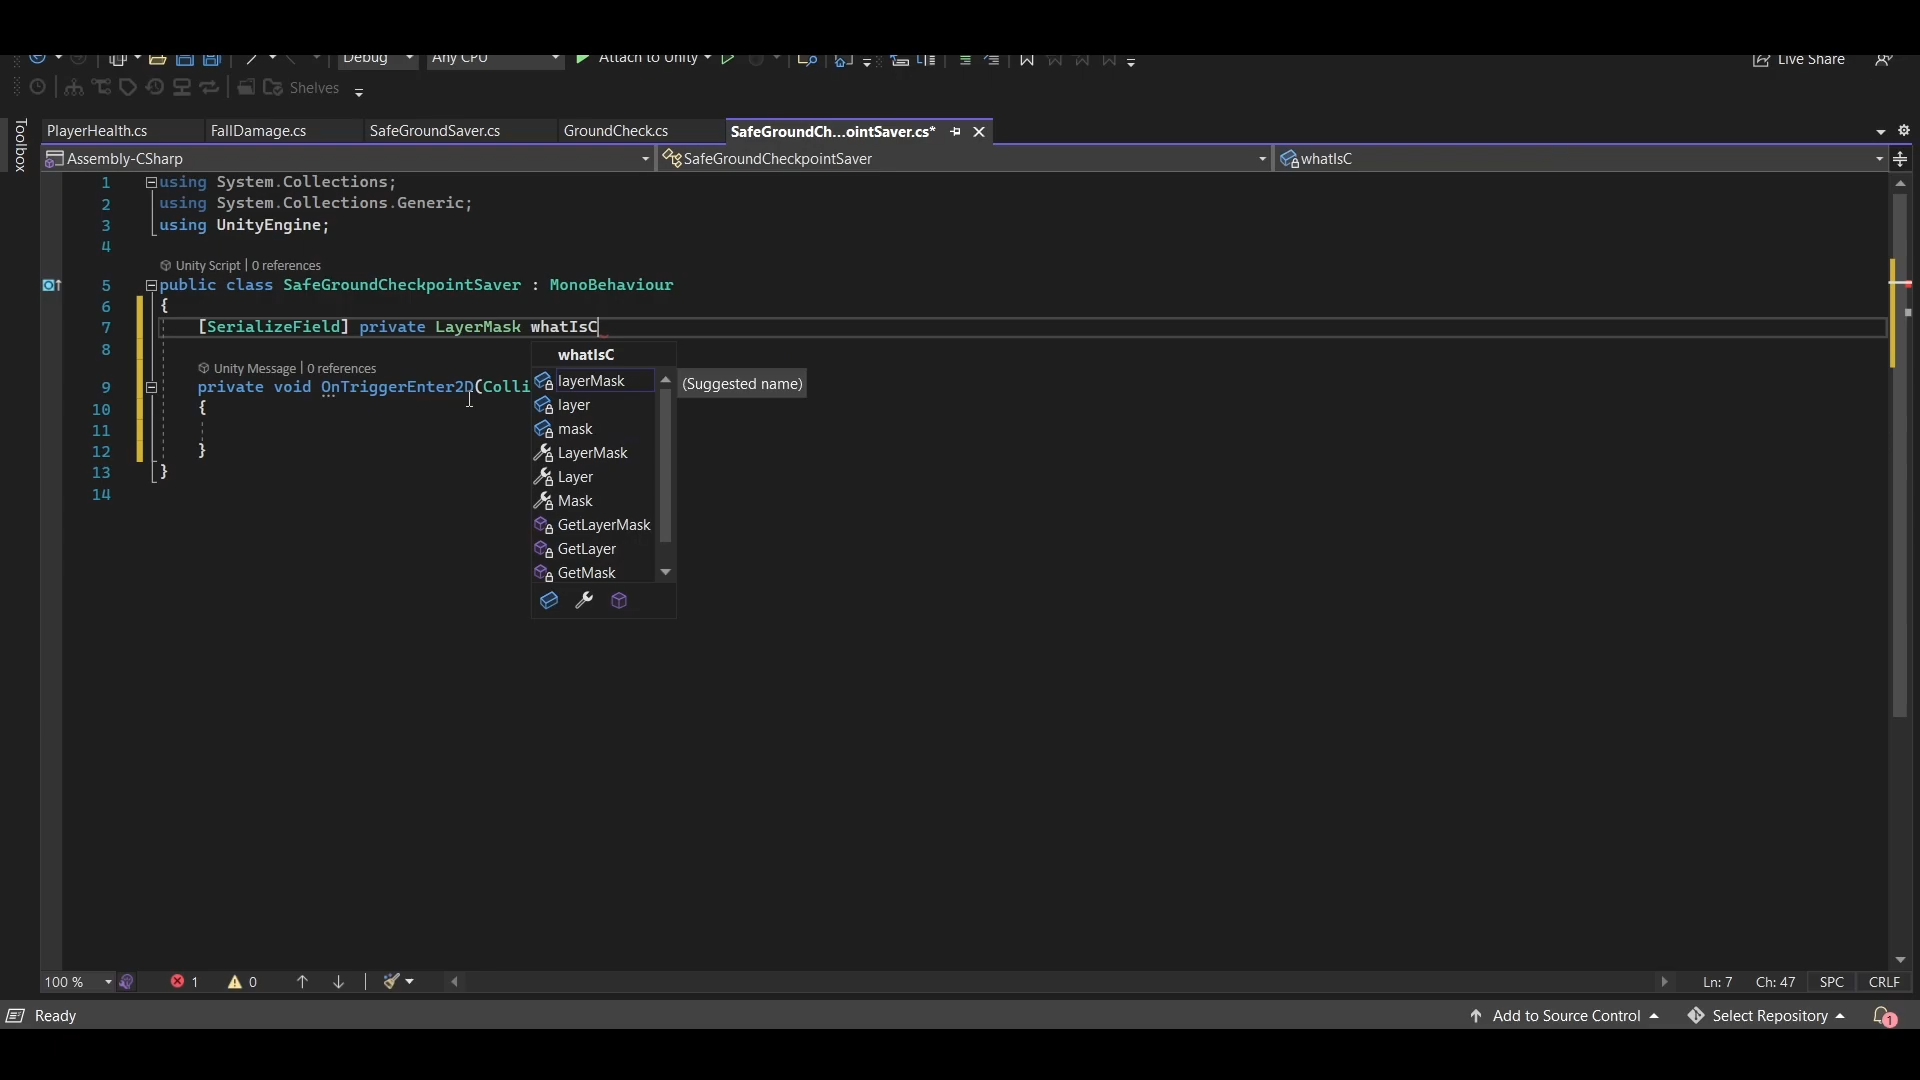 Debug Any CPU Attach to Unity Live Share
Shelves
Toolbox
PlayerHealth.cs FallDamage.cs SafeGroundSaver.cs GroundCheck.cs SafeGroundCh...ointSaver.cs*
Assembly-CSharp SafeGroundCheckpointSaver whatIsC
1 using System.Collections;
2 using System.Collections.Generic;
3 using UnityEngine;
4
Unity Script | 0 references
5 public class SafeGroundCheckpointSaver : MonoBehaviour
6 {
7 [SerializeField] private LayerMask whatIsC
8
Unity Message | 0 references
9 private void OnTriggerEnter2D(Colli
10 {
11
12 }
13 }
14
whatIsC
layerMask (Suggested name)
layer
mask
LayerMask
Layer
Mask
GetLayerMask
GetLayer
GetMask
100 % 1 0 Ln: 7 Ch: 47 SPC CRLF
Ready Add to Source Control Select Repository 1